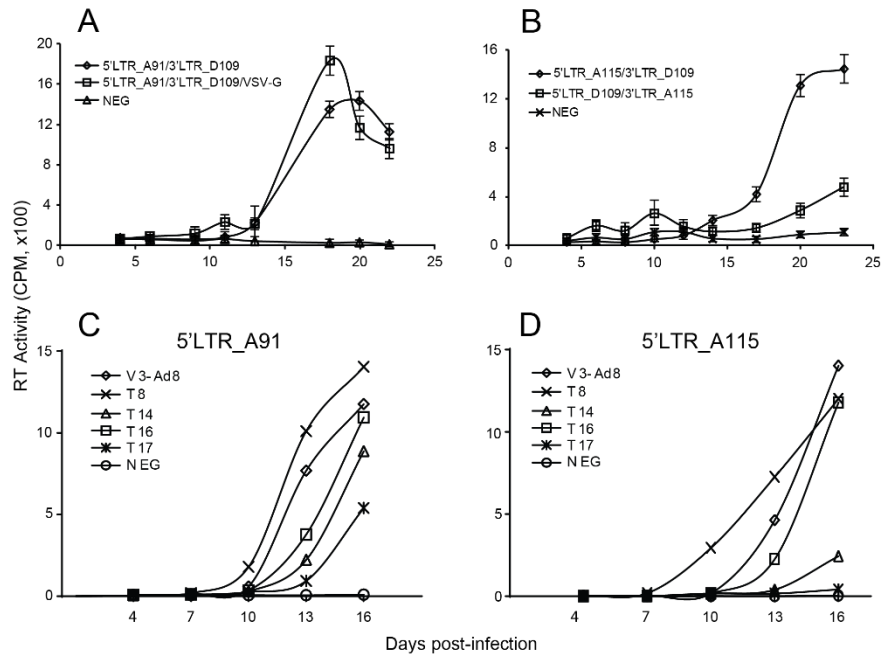 A
20
16
12
8
4
0
0 5 10 15 20 25
5'LTR_A91/3'LTR_D109
5'LTR_A91/3'LTR_D109/VSV-G
NEG
B
16
12
8
4
0
0 5 10 15 20 25
5'LTR_A115/3'LTR_D109
5'LTR_D109/3'LTR_A115
NEG
RT Activity (CPM, x100)
C
5'LTR_A91
15
10
5
0
4 7 10 13 16
V3-Ad8
T8
T14
T16
T17
NEG
D
5'LTR_A115
15
10
5
0
4 7 10 13 16
V3-Ad8
T8
T14
T16
T17
NEG
Days post-infection